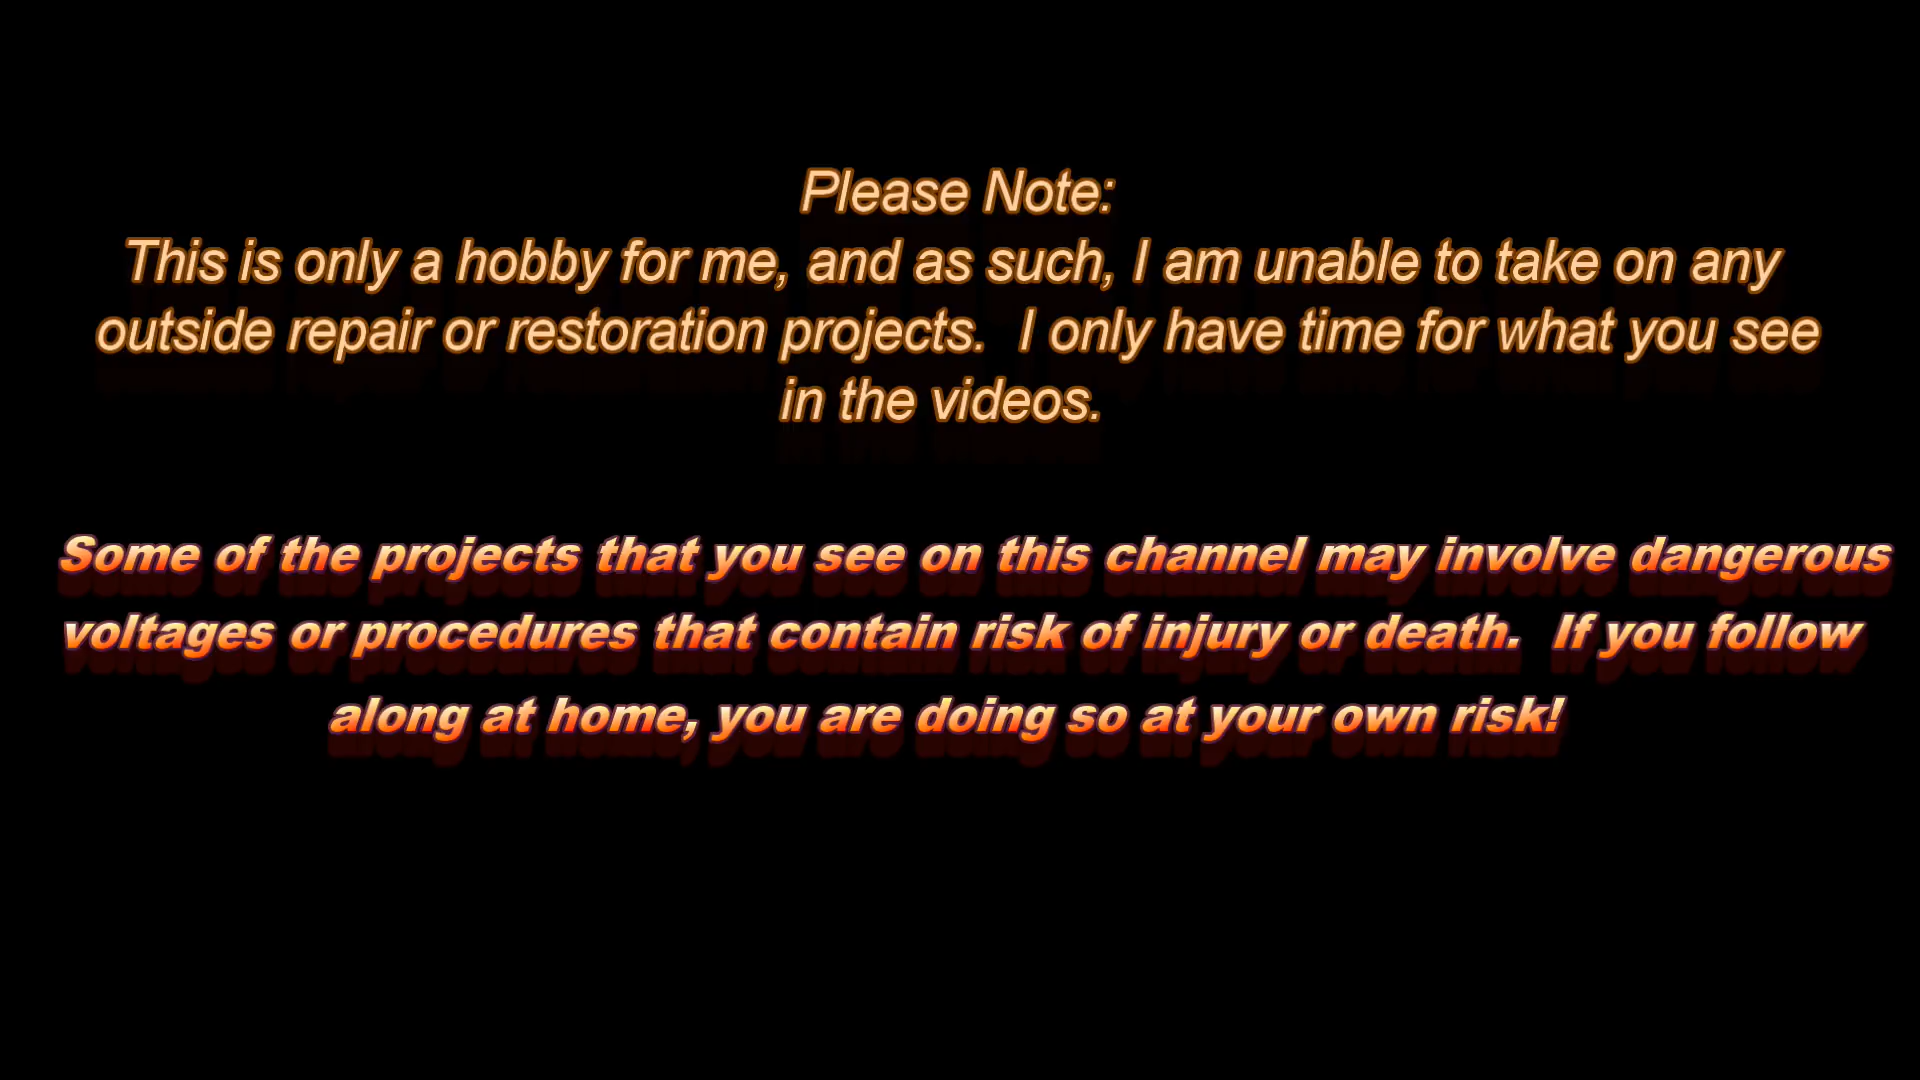 Please Note:
This is only a hobby for me, and as such, I am unable to take on any
outside repair or restoration projects.  I only have time for what you see
in the videos.
Some of the projects that you see on this channel may involve dangerous
voltages or procedures that contain risk of injury or death.  If you follow
along at home, you are doing so at your own risk!